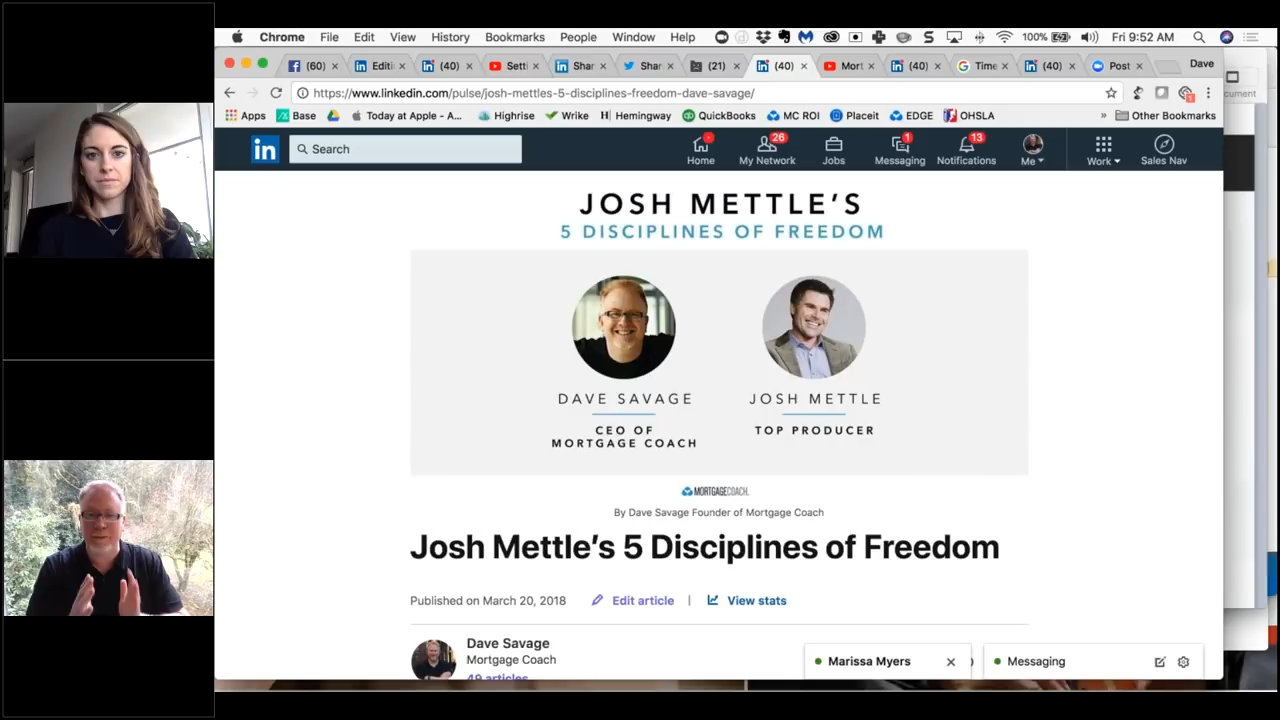 Chrome File Edit View History Bookmarks People Window Help 100% Fri 9:52 AM
(60) Editi (40) Setti Shar Shar (21) (40) Mort (40) Time (40) Post Dave
https://www.linkedin.com/pulse/josh-mettles-5-disciplines-freedom-dave-savage/
Apps Base Today at Apple - A... Highrise Wrike Hemingway QuickBooks MC ROI Placeit EDGE OHSLA » Other Bookmarks
in Search
26 1 13
Home My Network Jobs Messaging Notifications Me Work Sales Nav
JOSH METTLE'S
5 DISCIPLINES OF FREEDOM
DAVE SAVAGE
CEO OF
MORTGAGE COACH
JOSH METTLE
TOP PRODUCER
MORTGAGECOACH.
By Dave Savage Founder of Mortgage Coach
Josh Mettle's 5 Disciplines of Freedom
Published on March 20, 2018 Edit article | View stats
Dave Savage
Mortgage Coach
49 articles
Marissa Myers
Messaging